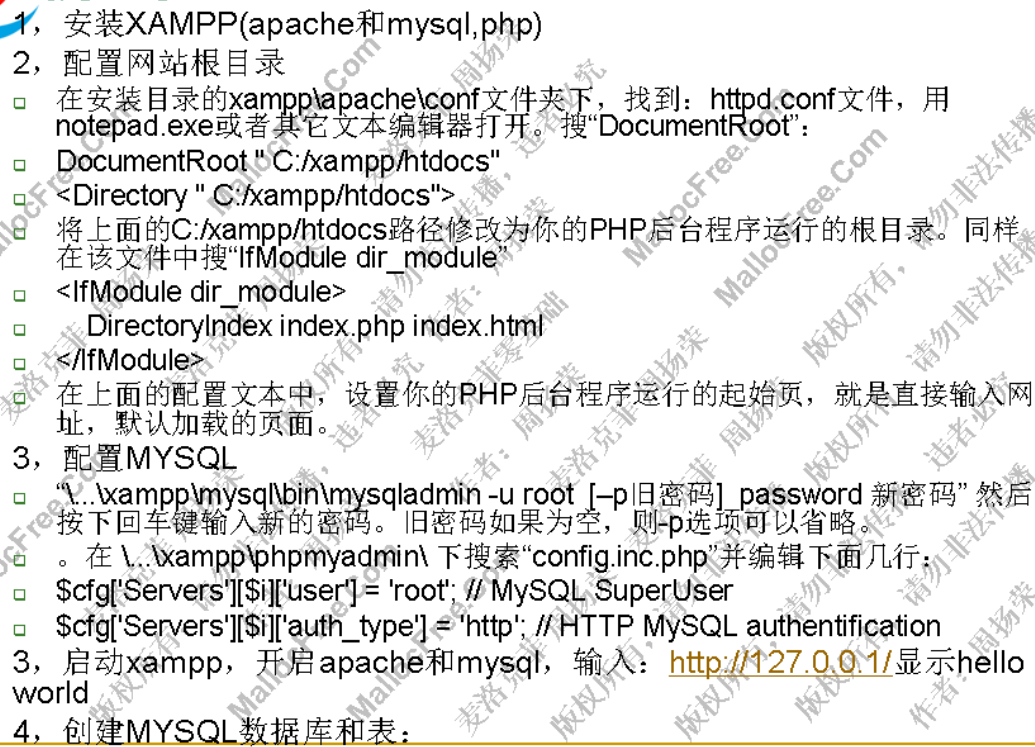 1，安装XAMPP(apache和mysql,php)
2，配置网站根目录
在安装目录的xampp\apache\conf文件夹下，找到：httpd.conf文件，用
notepad.exe或者其它文本编辑器打开。搜“DocumentRoot”：
DocumentRoot " C:/xampp/htdocs"
<Directory " C:/xampp/htdocs">
将上面的C:/xampp/htdocs路径修改为你的PHP后台程序运行的根目录。同样
在该文件中搜“IfModule dir_module”
<IfModule dir_module>
DirectoryIndex index.php index.html
</IfModule>
在上面的配置文本中，设置你的PHP后台程序运行的起始页，就是直接输入网
址，默认加载的页面。
3，配置MYSQL
“\...\xampp\mysql\bin\mysqladmin -u root  [–p旧密码]  password 新密码” 然后
按下回车键输入新的密码。旧密码如果为空，则-p选项可以省略。
。在 \...\xampp\phpmyadmin\ 下搜索“config.inc.php”并编辑下面几行：
$cfg['Servers'][$i]['user'] = 'root'; // MySQL SuperUser
$cfg['Servers'][$i]['auth_type'] = 'http'; // HTTP MySQL authentification
3，启动xampp，开启apache和mysql，输入：http://127.0.0.1/显示hello
world
4，创建MYSQL数据库和表：